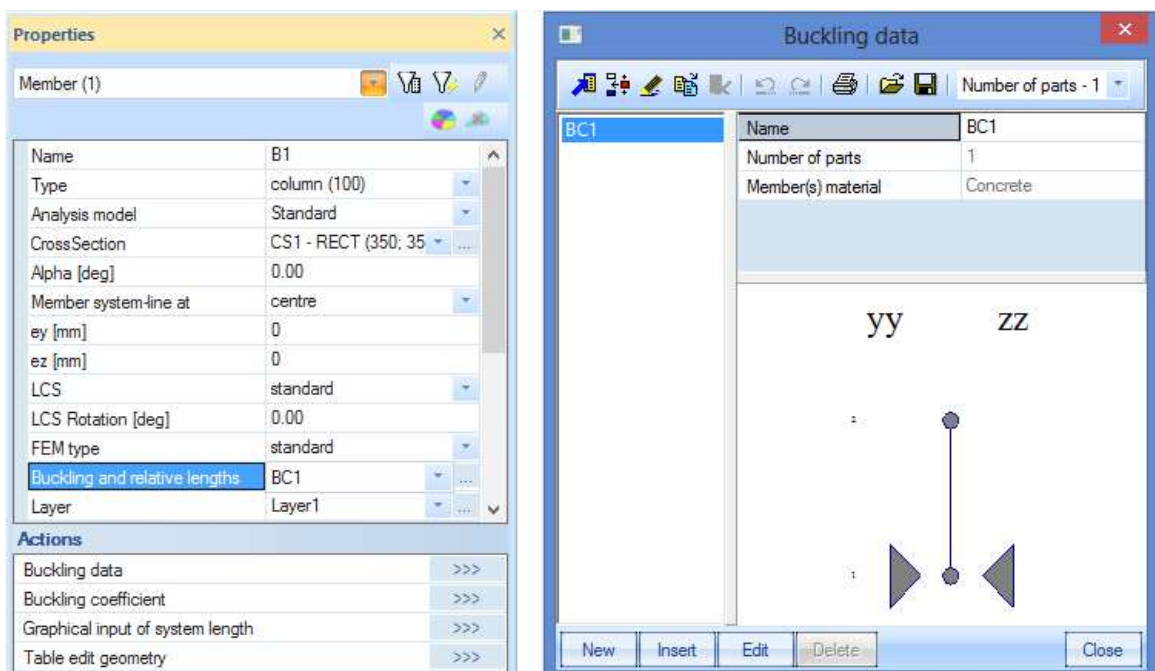 Properties
Member (1)
Name B1
Type column (100)
Analysis model Standard
CrossSection CS1 - RECT (350; 35 ...
Alpha [deg] 0.00
Member system-line at centre
ey [mm] 0
ez [mm] 0
LCS standard
LCS Rotation [deg] 0.00
FEM type standard
Buckling and relative lengths BC1 ...
Layer Layer1 ...
Actions
Buckling data >>>
Buckling coefficient >>>
Graphical input of system length >>>
Table edit geometry >>>
Buckling data
Number of parts - 1
BC1
Name BC1
Number of parts 1
Member(s) material Concrete
yy zz
2
1
New Insert Edit Delete Close